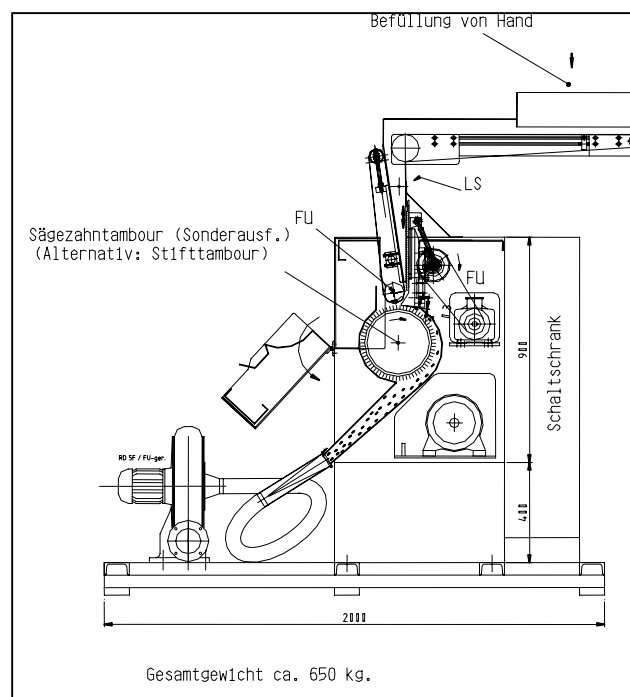 Befüllung von Hand
LS
FU
Sägezahntambour (Sonderausf.)
(Alternativ: Stifttambour)
FU
900
Schaltschrank
RD 5F / FU-ger.
400
2000
Gesamtgewicht ca. 650 kg.